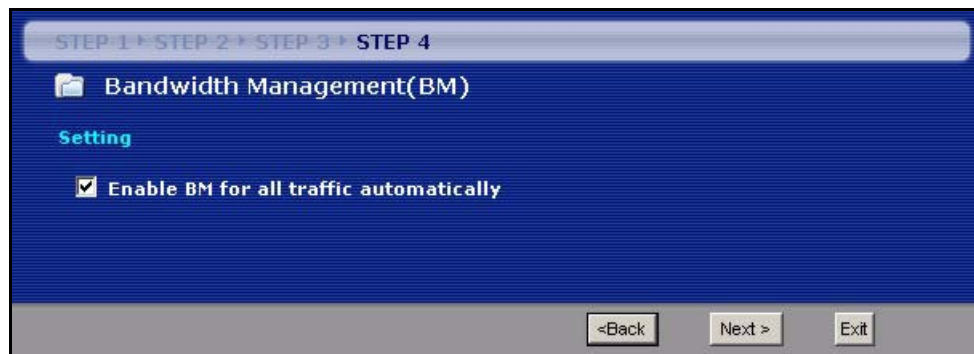 STEP 1 ▸ STEP 2 ▸ STEP 3 ▸ STEP 4
Bandwidth Management(BM)
Setting
Enable BM for all traffic automatically
<Back Next > Exit